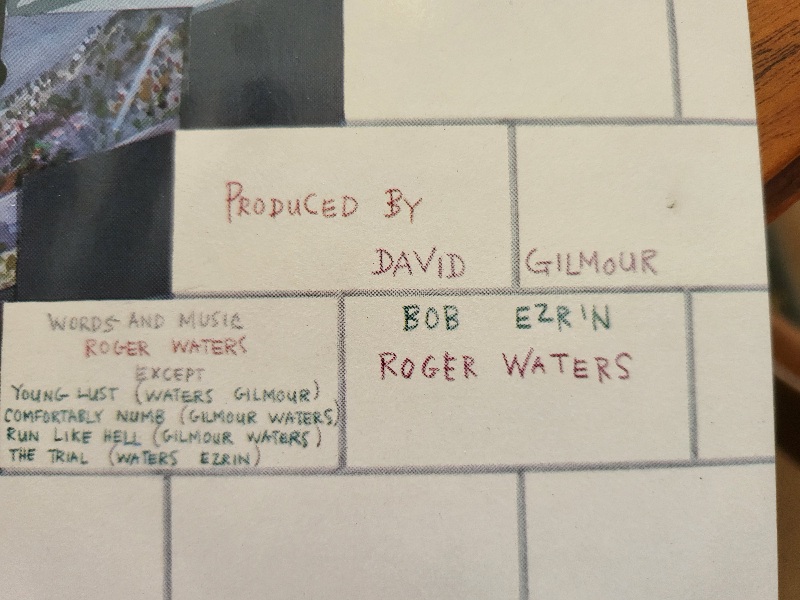 PRODUCED BY
DAVID GILMOUR
BOB EZRIN
ROGER WATERS
WORDS AND MUSIC
ROGER WATERS
EXCEPT
YOUNG LUST (WATERS GILMOUR)
COMFORTABLY NUMB (GILMOUR WATERS)
RUN LIKE HELL (GILMOUR WATERS)
THE TRIAL (WATERS EZRIN)